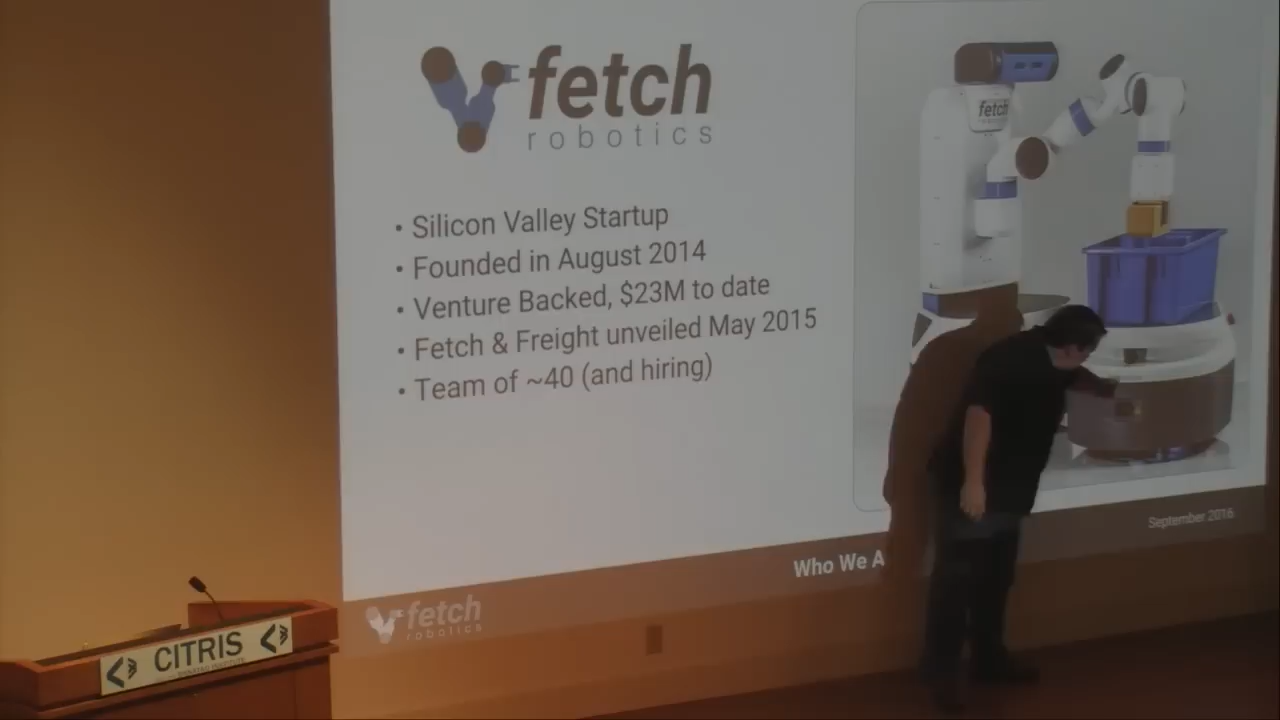 fetch
robotics
fetch
• Silicon Valley Startup
• Founded in August 2014
• Venture Backed, $23M to date
• Fetch & Freight unveiled May 2015
• Team of ~40 (and hiring)
September 2016
Who We A
fetch
robotics
CITRIS